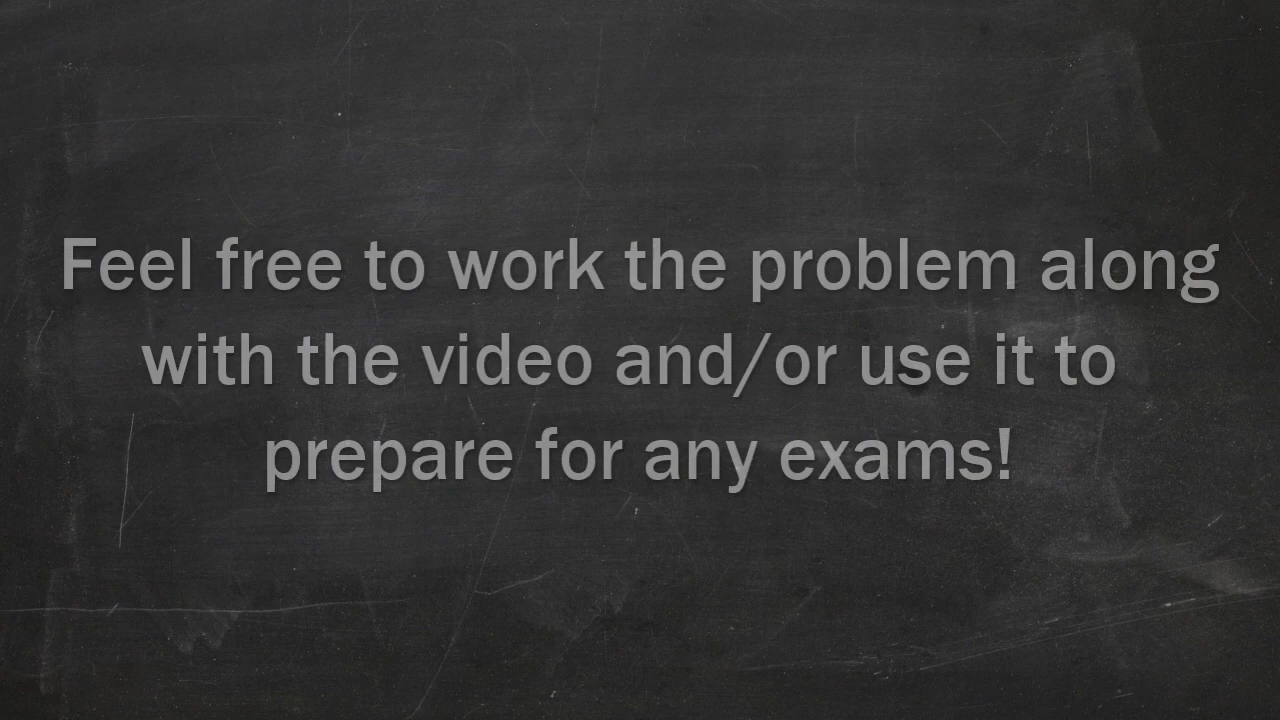 Feel free to work the problem along
with the video and/or use it to
prepare for any exams!